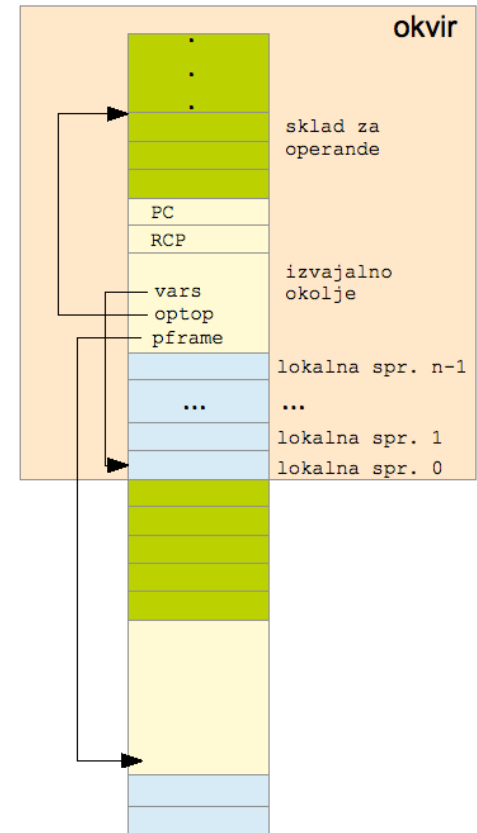 okvir
.
.
.
sklad za
operande
PC
RCP
izvajalno
okolje
vars
optop
pframe
lokalna spr. n-1
... ...
lokalna spr. 1
lokalna spr. 0